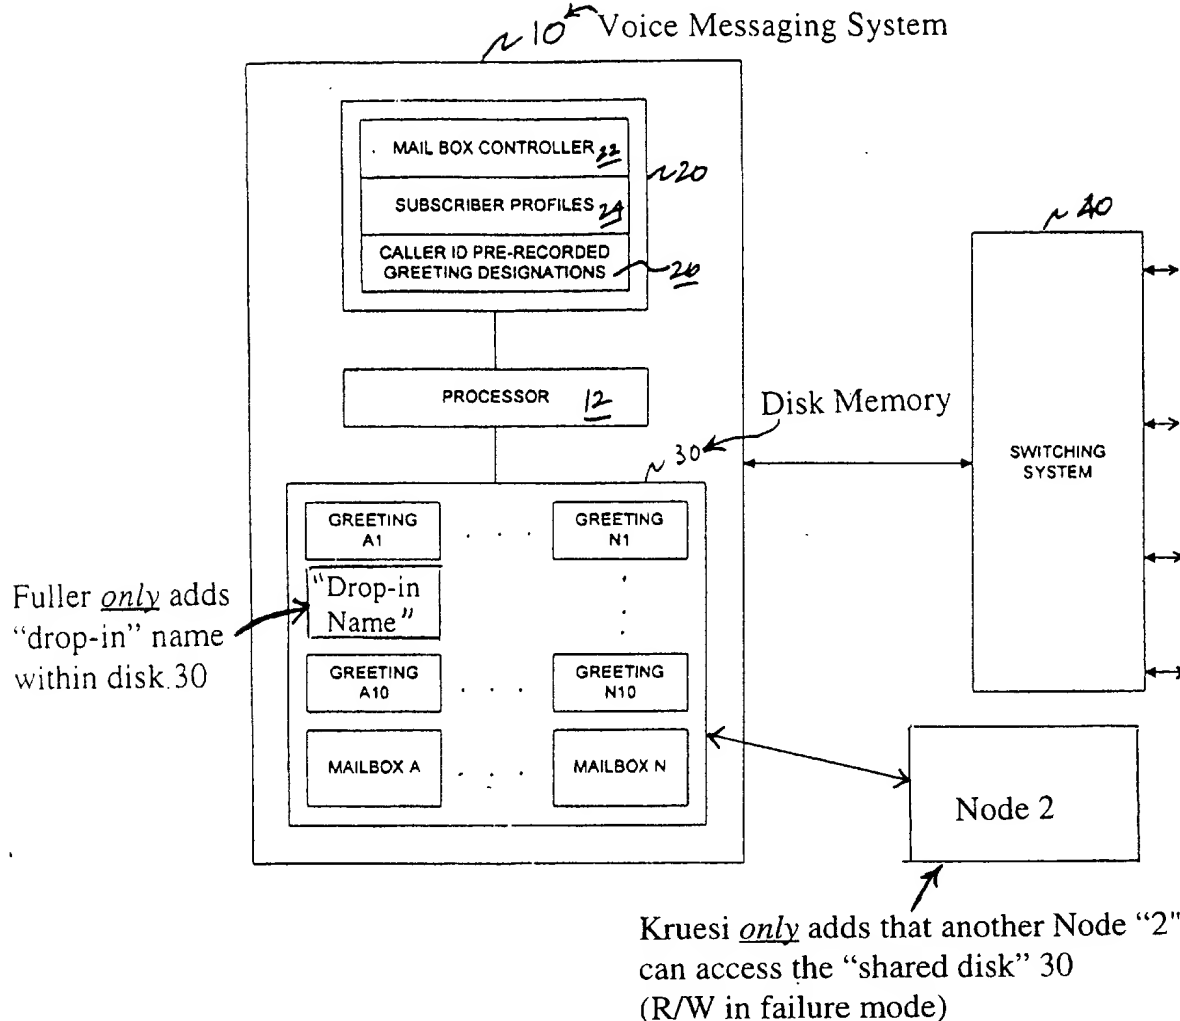 ~10 Voice Messaging System
MAIL BOX CONTROLLER 22
~20
SUBSCRIBER PROFILES 24
CALLER ID PRE-RECORDED
GREETING DESIGNATIONS 26
~40
PROCESSOR 12
Disk Memory
~30
SWITCHING
SYSTEM
GREETING
A1
. . .
GREETING
N1
Fuller only adds
"drop-in" name
within disk 30
"Drop-in
Name"
GREETING
A10
. . .
GREETING
N10
MAILBOX A
. . .
MAILBOX N
Node 2
Kruesi only adds that another Node "2"
can access the "shared disk" 30
(R/W in failure mode)